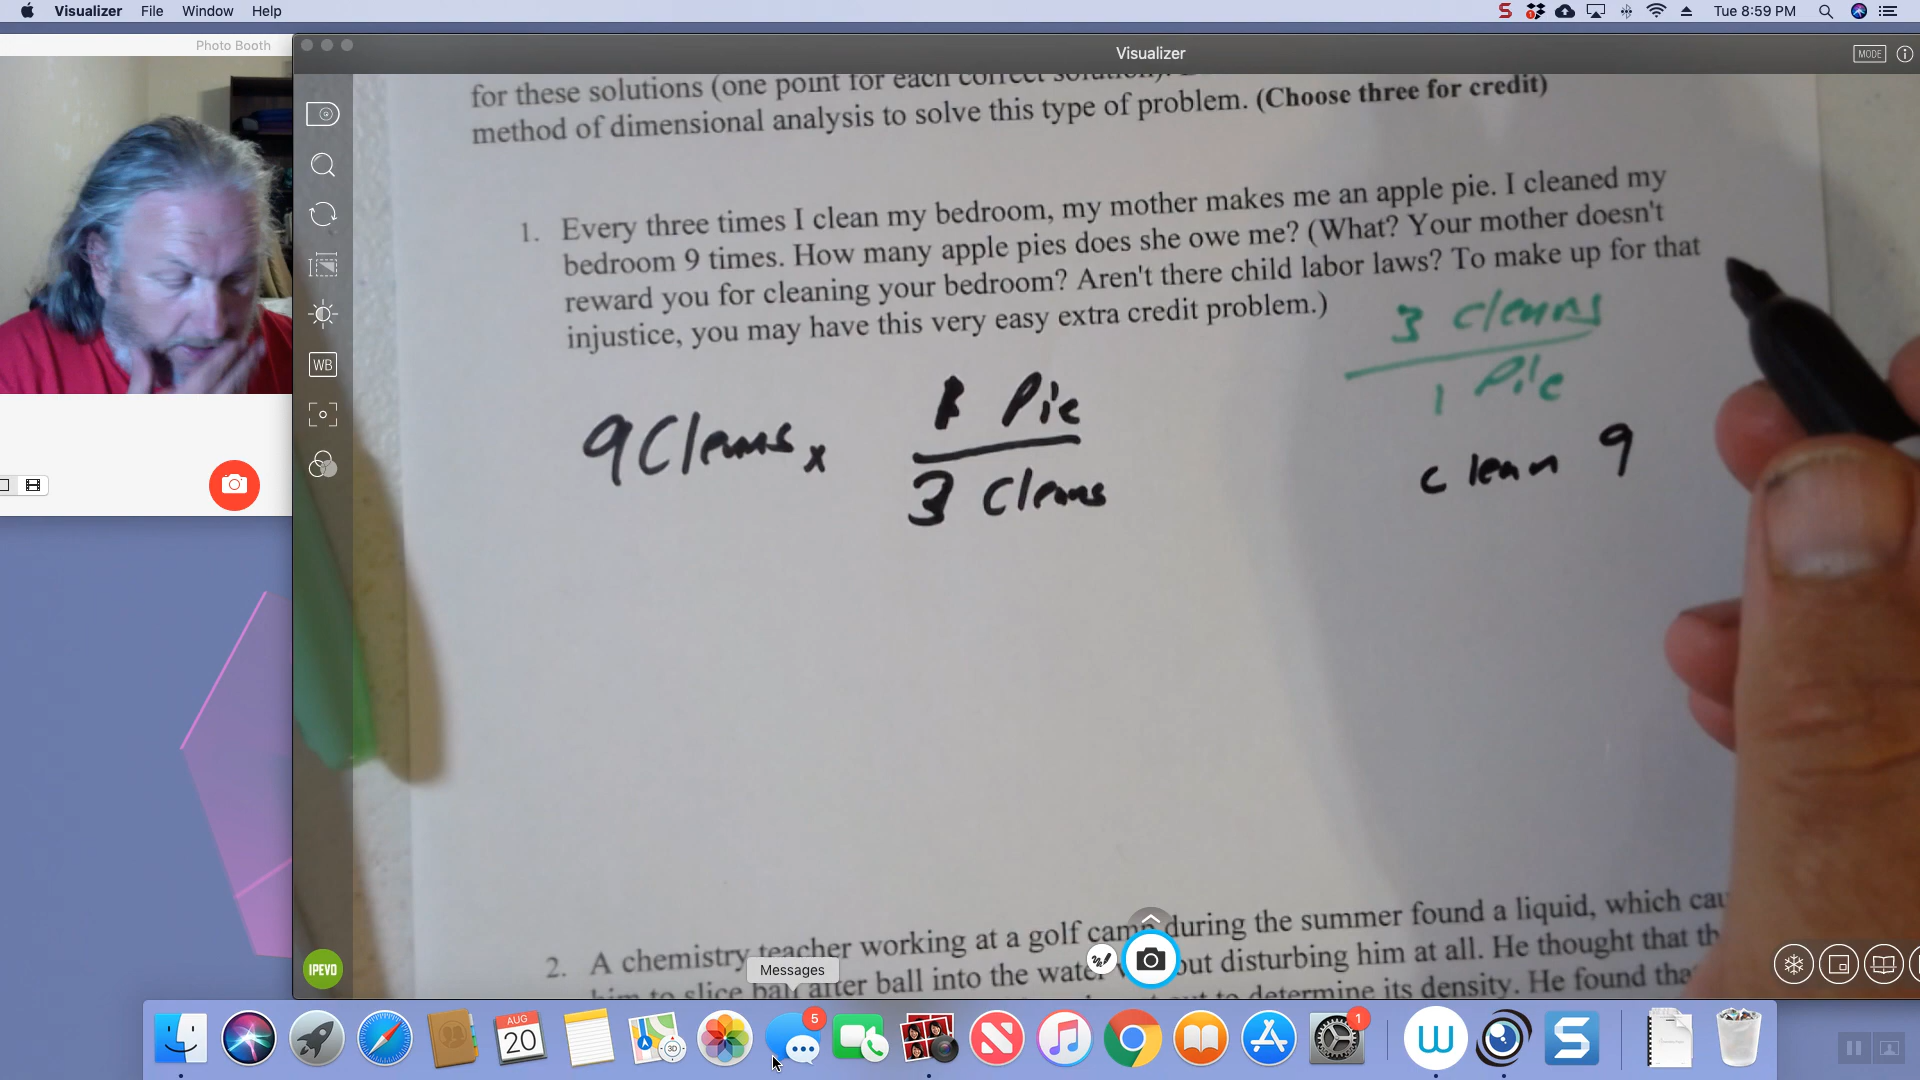 Visualizer File Window Help
Tue 8:59 PM
Photo Booth
Visualizer
MODE
for these solutions (one point for each correct solution).
method of dimensional analysis to solve this type of problem. (Choose three for credit)
1. Every three times I clean my bedroom, my mother makes me an apple pie. I cleaned my
bedroom 9 times. How many apple pies does she owe me? (What? Your mother doesn't
reward you for cleaning your bedroom? Aren't there child labor laws? To make up for that
injustice, you may have this very easy extra credit problem.)
3 Cleans
1 Pie
9 Cleans x
1 Pie
3 Cleans
clean 9
WB
2. A chemistry teacher working at a golf camp during the summer found a liquid, which
him to slice ball after ball into the water without disturbing him at all. He thought that
to determine its density. He found
IPEVO
Messages
AUG
20
3D
5
1